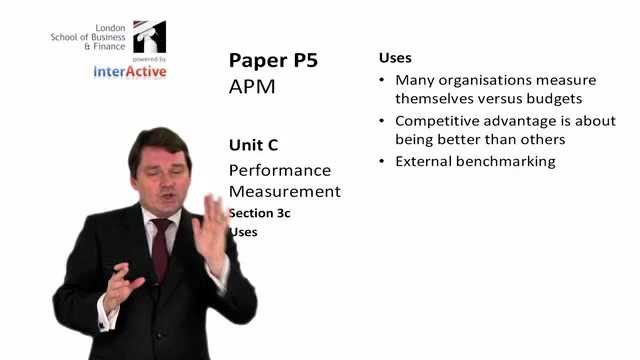 London
School of Business
& Finance
powered by
InterActive
Paper P5
APM
Unit C
Performance
Measurement
Section 3c
Uses
Uses
• Many organisations measure
themselves versus budgets
• Competitive advantage is about
being better than others
• External benchmarking